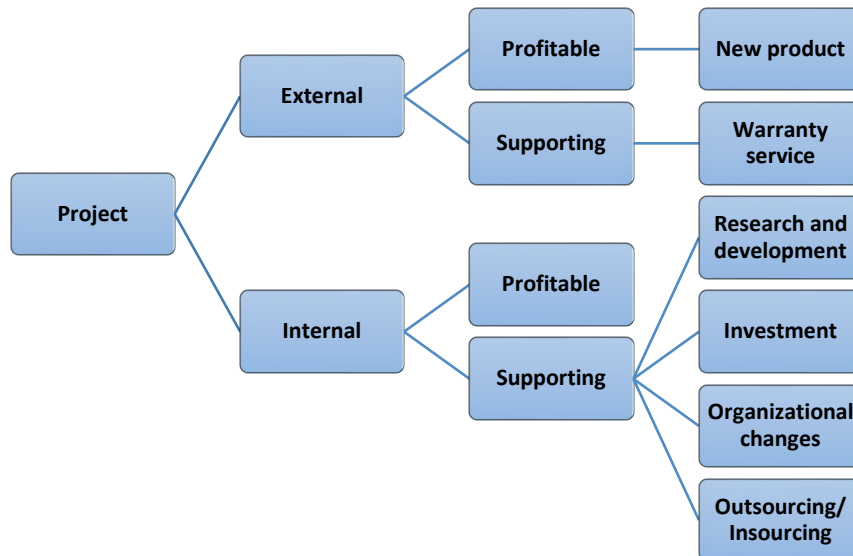 Project
External
Internal
Profitable
Supporting
Profitable
Supporting
New product
Warranty
service
Research and
development
Investment
Organizational
changes
Outsourcing/
Insourcing